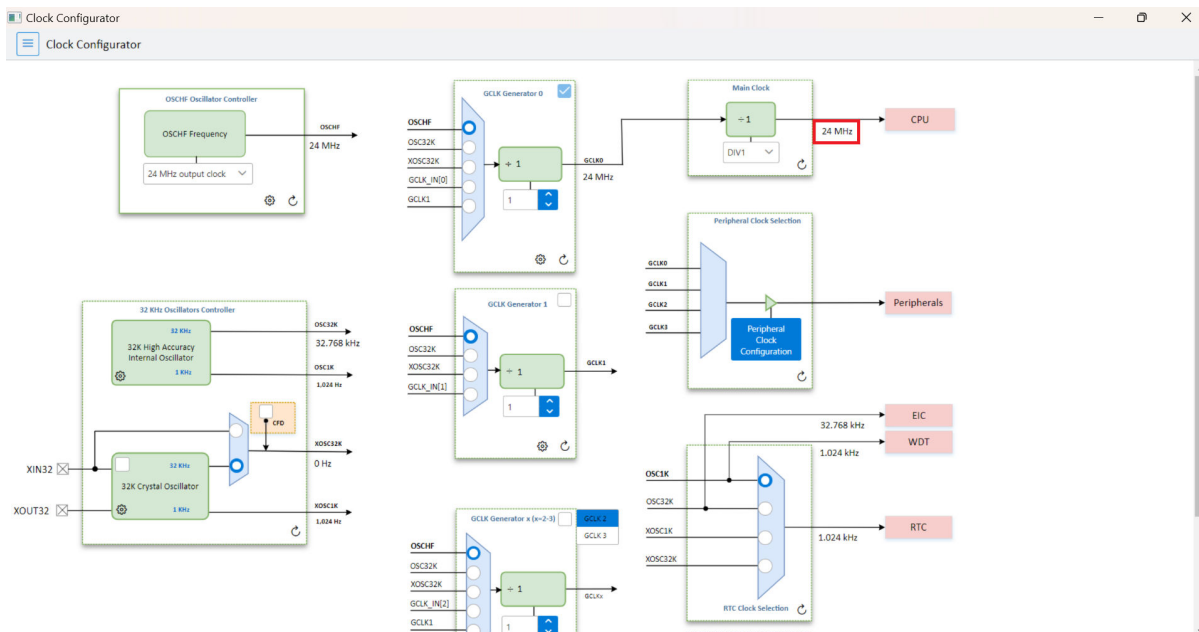 Clock Configurator
Clock Configurator
OSCHF Oscillator Controller
OSCHF Frequency
24 MHz output clock
OSCHF
24 MHz
GCLK Generator 0
OSCHF
OSC32K
XOSC32K
GCLK_IN[0]
GCLK1
÷ 1
1
GCLK0
24 MHz
Main Clock
÷1
DIV1
24 MHz
CPU
Peripheral Clock Selection
GCLK0
GCLK1
GCLK2
GCLK3
Peripheral
Clock
Configuration
Peripherals
32 KHz Oscillators Controller
32 KHz
32K High Accuracy
Internal Oscillator
1 KHz
OSC32K
32.768 kHz
OSC1K
1.024 Hz
CFD
XIN32
XOUT32
32 KHz
32K Crystal Oscillator
1 KHz
XOSC32K
0 Hz
XOSC1K
1.024 Hz
GCLK Generator 1
OSCHF
OSC32K
XOSC32K
GCLK_IN[1]
÷ 1
1
GCLK1
GCLK Generator x (x=2-3)
GCLK 2
GCLK 3
OSCHF
OSC32K
XOSC32K
GCLK_IN[2]
GCLK1
÷ 1
1
GCLKx
32.768 kHz
EIC
1.024 kHz
WDT
OSC1K
OSC32K
XOSC1K
XOSC32K
1.024 kHz
RTC
RTC Clock Selection